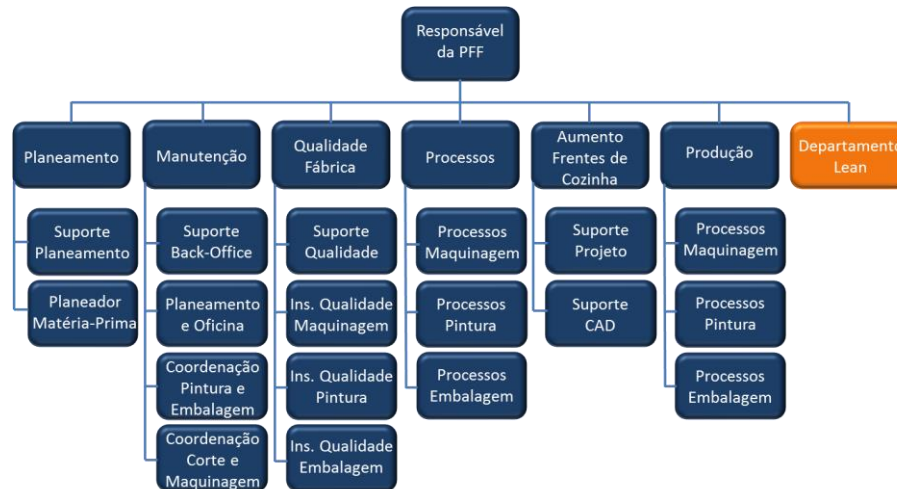 Responsável
da PFF
Planeamento
Manutenção
Qualidade
Fábrica
Processos
Aumento
Frentes de
Cozinha
Produção
Departamento
Lean
Suporte
Planeamento
Planeador
Matéria-Prima
Suporte
Back-Office
Planeamento
e Oficina
Coordenação
Pintura e
Embalagem
Coordenação
Corte e
Maquinagem
Suporte
Qualidade
Ins. Qualidade
Maquinagem
Ins. Qualidade
Pintura
Ins. Qualidade
Embalagem
Processos
Maquinagem
Processos
Pintura
Processos
Embalagem
Suporte
Projeto
Suporte
CAD
Processos
Maquinagem
Processos
Pintura
Processos
Embalagem